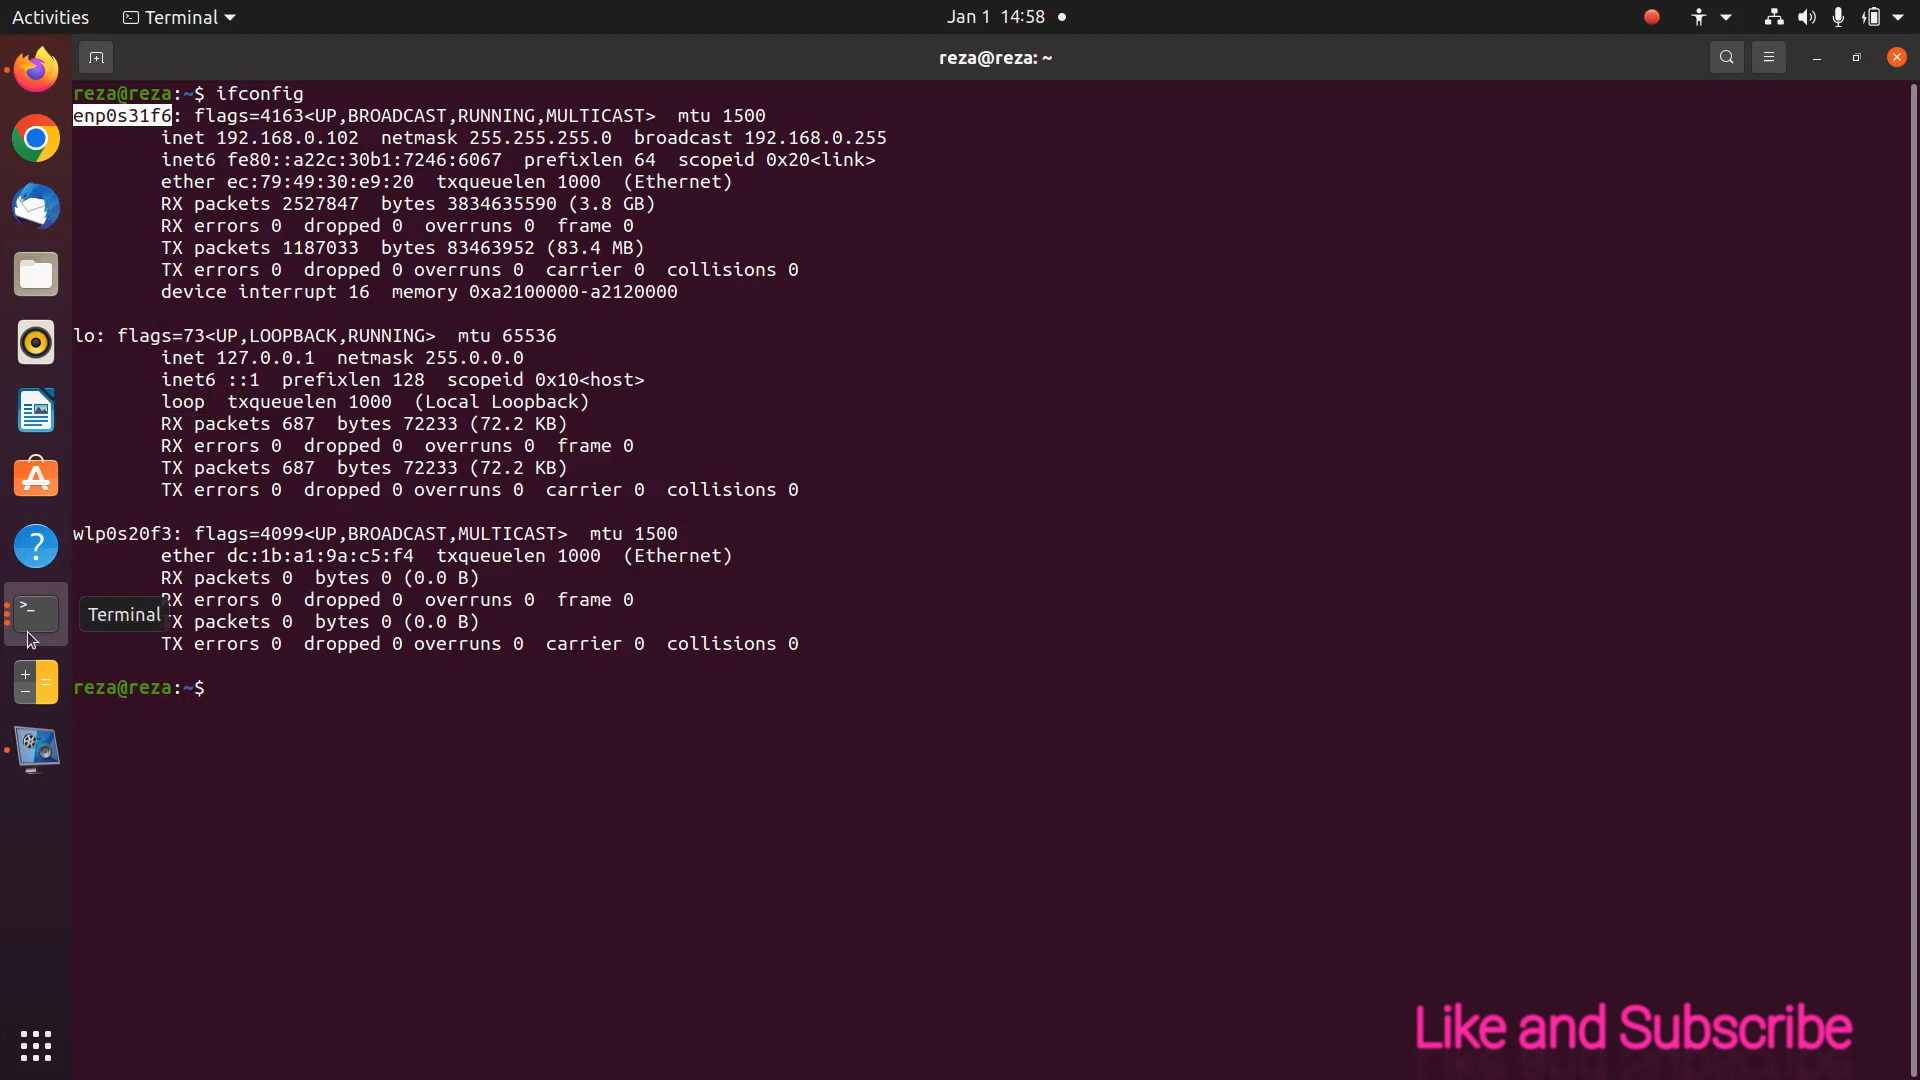 Activities Terminal Jan 1 14:58
reza@reza: ~
reza@reza:~$ ifconfig
enp0s31f6: flags=4163<UP,BROADCAST,RUNNING,MULTICAST>  mtu 1500
        inet 192.168.0.102  netmask 255.255.255.0  broadcast 192.168.0.255
        inet6 fe80::a22c:30b1:7246:6067  prefixlen 64  scopeid 0x20<link>
        ether ec:79:49:30:e9:20  txqueuelen 1000  (Ethernet)
        RX packets 2527847  bytes 3834635590 (3.8 GB)
        RX errors 0  dropped 0  overruns 0  frame 0
        TX packets 1187033  bytes 83463952 (83.4 MB)
        TX errors 0  dropped 0 overruns 0  carrier 0  collisions 0
        device interrupt 16  memory 0xa2100000-a2120000
lo: flags=73<UP,LOOPBACK,RUNNING>  mtu 65536
        inet 127.0.0.1  netmask 255.0.0.0
        inet6 ::1  prefixlen 128  scopeid 0x10<host>
        loop  txqueuelen 1000  (Local Loopback)
        RX packets 687  bytes 72233 (72.2 KB)
        RX errors 0  dropped 0  overruns 0  frame 0
        TX packets 687  bytes 72233 (72.2 KB)
        TX errors 0  dropped 0 overruns 0  carrier 0  collisions 0
wlp0s20f3: flags=4099<UP,BROADCAST,MULTICAST>  mtu 1500
        ether dc:1b:a1:9a:c5:f4  txqueuelen 1000  (Ethernet)
        RX packets 0  bytes 0 (0.0 B)
        RX errors 0  dropped 0  overruns 0  frame 0
Terminal
        TX packets 0  bytes 0 (0.0 B)
        TX errors 0  dropped 0 overruns 0  carrier 0  collisions 0
reza@reza:~$
Like and Subscribe